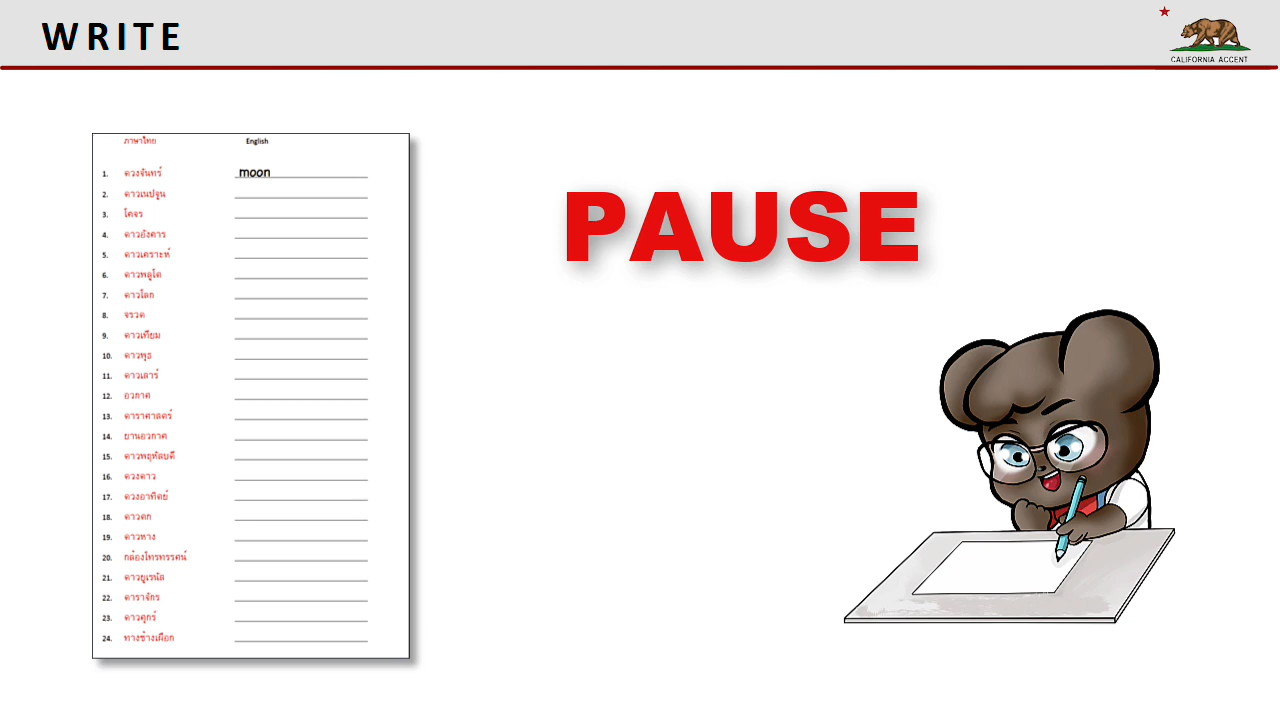 WRITE
CALIFORNIA ACCENT
ภาษาไทย English
1. ดวงจันทร์ moon
2. ดาวเนปจูน
3. โคจร
4. ดาวอังคาร
5. ดาวเคราะห์
6. ดาวพลูโต
7. ดาวโลก
8. จรวด
9. ดาวเทียม
10. ดาวพุธ
11. ดาวเสาร์
12. อวกาศ
13. ดาราศาสตร์
14. ยานอวกาศ
15. ดาวพฤหัสบดี
16. ดวงดาว
17. ดวงอาทิตย์
18. ดาวตก
19. ดาวหาง
20. กล้องโทรทรรศน์
21. ดาวยูเรนัส
22. ดาราจักร
23. ดาวศุกร์
24. ทางช้างเผือก
PAUSE